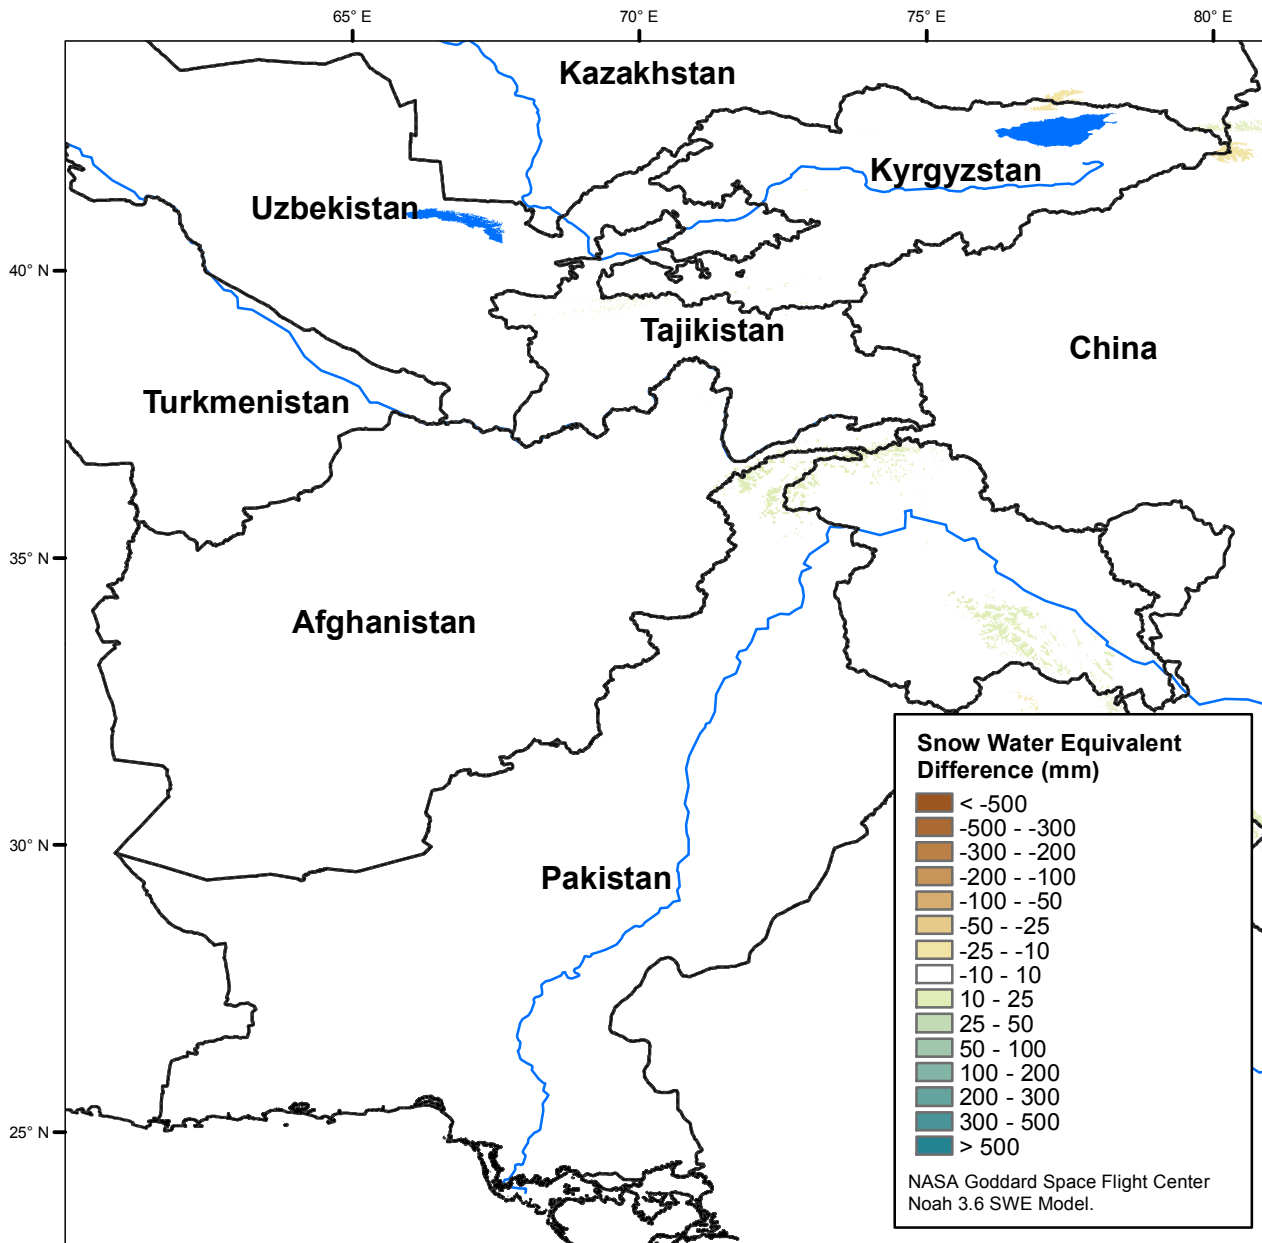 65° E
70° E
75° E
80° E
40° N
35° N
30° N
25° N
Kazakhstan
Kyrgyzstan
Uzbekistan
Tajikistan
China
Turkmenistan
Afghanistan
Pakistan
Snow Water Equivalent
Difference (mm)
< -500
-500 - -300
-300 - -200
-200 - -100
-100 - -50
-50 - -25
-25 - -10
-10 - 10
10 - 25
25 - 50
50 - 100
100 - 200
200 - 300
300 - 500
> 500
NASA Goddard Space Flight Center
Noah 3.6 SWE Model.